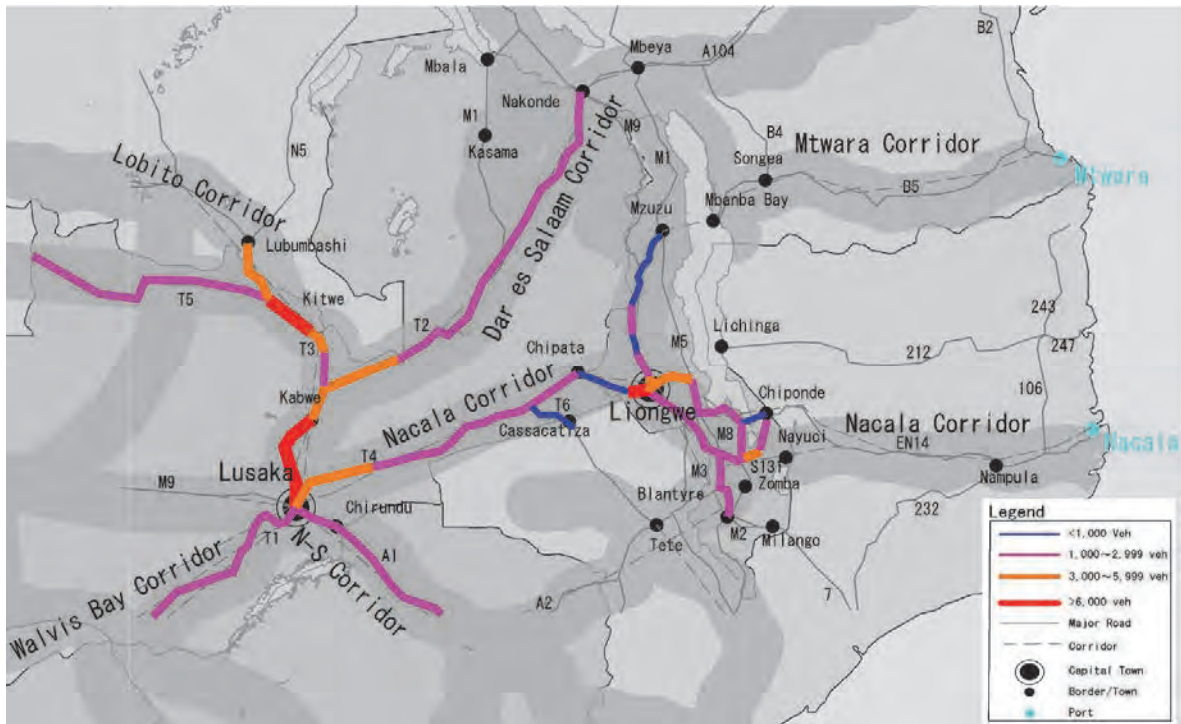 B2
Mbeya
A104
Mbala
Nakonde
M1
M9
Kasama
M1
B4
N5
Songea
Mtwara Corridor
Mtwara
Lobito Corridor
Dar es Salaam Corridor
B5
Mbanba Bay
Mzuzu
Lubumbashi
T5
Kitwe
243
T2
M5
Lichinga
T3
Chipata
212
247
Kabwe
Nacala Corridor
Liongwe
Chiponde
106
T6
Cassacatiza
M8
Nayuci
Nacala Corridor
EN14
Nacala
T4
Lusaka
M3
S131
Zomba
Nampula
M9
Chirundu
Blantyre
232
T1
N-S Corridor
A1
Tete
M2
Milango
Walvis Bay Corridor
A2
7
Legend
<1,000 Veh
1,000~2,999 veh
3,000~5,999 veh
>6,000 veh
Major Road
Corridor
Capital Town
Border/Town
Port